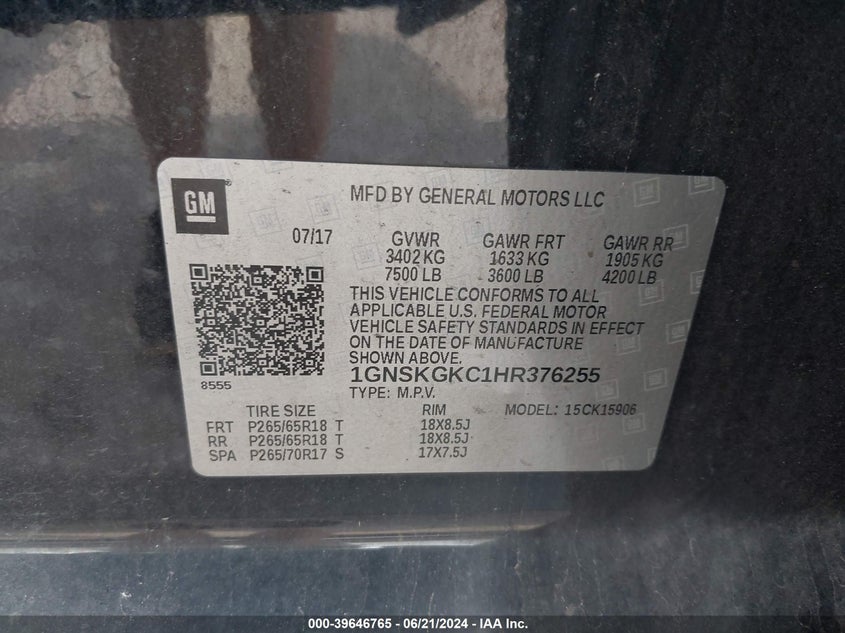 GM ®
MFD BY GENERAL MOTORS LLC
07/17 GVWR GAWR FRT GAWR RR
3402 KG 1633 KG 1905 KG
7500 LB 3600 LB 4200 LB
THIS VEHICLE CONFORMS TO ALL
APPLICABLE U.S. FEDERAL MOTOR
VEHICLE SAFETY STANDARDS IN EFFECT
ON THE DATE OF MANUFACTURE
SHOWN ABOVE.
8555
1GNSKGKC1HR376255
TYPE: M.P.V.
TIRE SIZE RIM MODEL: 15CK15906
FRT P265/65R18 T 18X8.5J
RR P265/65R18 T 18X8.5J
SPA P265/70R17 S 17X7.5J
000-39646765 - 06/21/2024 - IAA Inc.